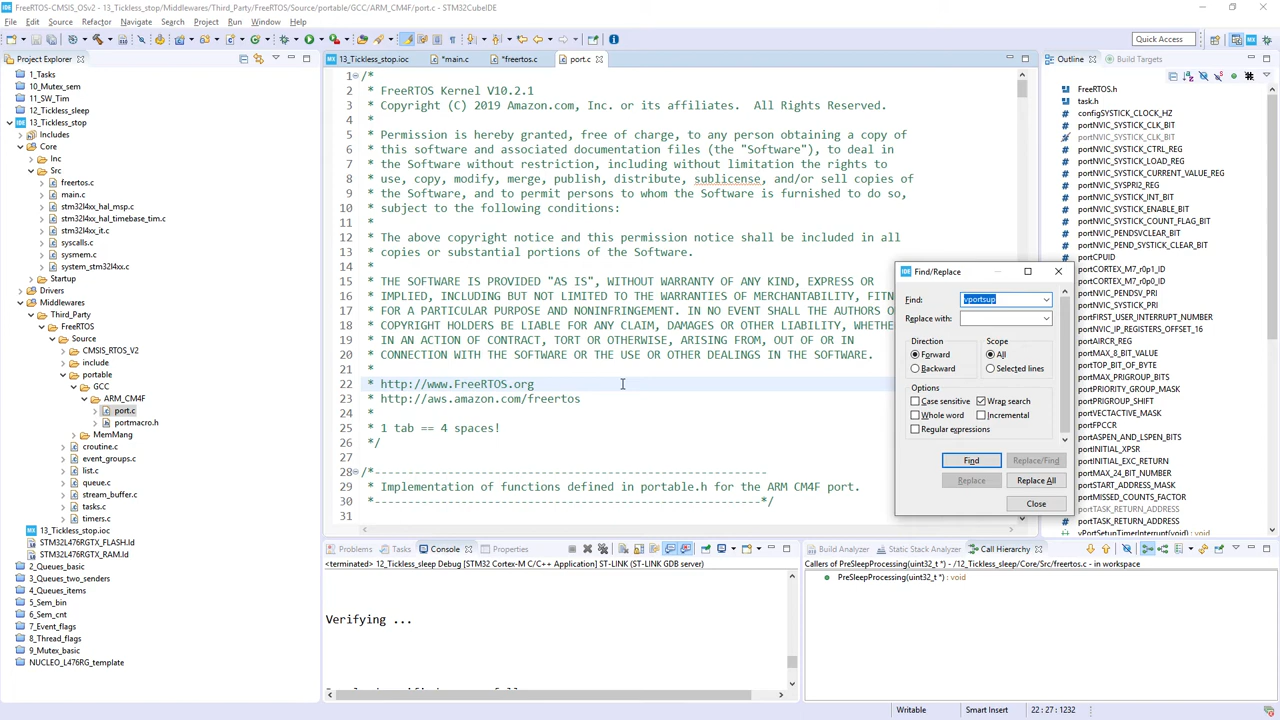 FreeRTOS-CMSIS_OSv2 - 13_Tickless_stop/Middlewares/Third_Party/FreeRTOS/Source/portable/GCC/ARM_CM4F/port.c - STM32CubeIDE
File Edit Source Refactor Navigate Search Project Run Window Help
Quick Access
Project Explorer
1_Tasks
10_Mutex_sem
11_SW_Tim
12_Tickless_sleep
13_Tickless_stop
Includes
Core
Inc
Src
freertos.c
main.c
stm32l4xx_hal_msp.c
stm32l4xx_hal_timebase_tim.c
stm32l4xx_it.c
syscalls.c
sysmem.c
system_stm32l4xx.c
Startup
Drivers
Middlewares
Third_Party
FreeRTOS
Source
CMSIS_RTOS_V2
include
portable
GCC
ARM_CM4F
port.c
portmacro.h
MemMang
croutine.c
event_groups.c
list.c
queue.c
stream_buffer.c
tasks.c
timers.c
13_Tickless_stop.ioc
STM32L476RGTX_FLASH.ld
STM32L476RGTX_RAM.ld
2_Queues_basic
3_Queues_two_senders
4_Queues_items
5_Sem_bin
6_Sem_cnt
7_Event_flags
8_Thread_flags
9_Mutex_basic
NUCLEO_L476RG_template
13_Tickless_stop.ioc *main.c *freertos.c port.c
1 /*
2 * FreeRTOS Kernel V10.2.1
3 * Copyright (C) 2019 Amazon.com, Inc. or its affiliates.  All Rights Reserved.
4 *
5 * Permission is hereby granted, free of charge, to any person obtaining a copy of
6 * this software and associated documentation files (the "Software"), to deal in
7 * the Software without restriction, including without limitation the rights to
8 * use, copy, modify, merge, publish, distribute, sublicense, and/or sell copies of
9 * the Software, and to permit persons to whom the Software is furnished to do so,
10 * subject to the following conditions:
11 *
12 * The above copyright notice and this permission notice shall be included in all
13 * copies or substantial portions of the Software.
14 *
15 * THE SOFTWARE IS PROVIDED "AS IS", WITHOUT WARRANTY OF ANY KIND, EXPRESS OR
16 * IMPLIED, INCLUDING BUT NOT LIMITED TO THE WARRANTIES OF MERCHANTABILITY, FITN
17 * FOR A PARTICULAR PURPOSE AND NONINFRINGEMENT. IN NO EVENT SHALL THE AUTHORS O
18 * COPYRIGHT HOLDERS BE LIABLE FOR ANY CLAIM, DAMAGES OR OTHER LIABILITY, WHETHE
19 * IN AN ACTION OF CONTRACT, TORT OR OTHERWISE, ARISING FROM, OUT OF OR IN
20 * CONNECTION WITH THE SOFTWARE OR THE USE OR OTHER DEALINGS IN THE SOFTWARE.
21 *
22 * http://www.FreeRTOS.org
23 * http://aws.amazon.com/freertos
24 *
25 * 1 tab == 4 spaces!
26 */
27
28 /*-----------------------------------------------------------
29 * Implementation of functions defined in portable.h for the ARM CM4F port.
30 *----------------------------------------------------------*/
31
Find/Replace
Find: vportsup
Replace with:
Direction
Forward
Backward
Scope
All
Selected lines
Options
Case sensitive Wrap search
Whole word Incremental
Regular expressions
Find Replace/Find
Replace Replace All
Close
Outline Build Targets
FreeRTOS.h
task.h
configSYSTICK_CLOCK_HZ
portNVIC_SYSTICK_CLK_BIT
portNVIC_SYSTICK_CLK_BIT
portNVIC_SYSTICK_CTRL_REG
portNVIC_SYSTICK_LOAD_REG
portNVIC_SYSTICK_CURRENT_VALUE_REG
portNVIC_SYSPRI2_REG
portNVIC_SYSTICK_INT_BIT
portNVIC_SYSTICK_ENABLE_BIT
portNVIC_SYSTICK_COUNT_FLAG_BIT
portNVIC_PENDSVCLEAR_BIT
portNVIC_PEND_SYSTICK_CLEAR_BIT
portCPUID
portCORTEX_M7_r0p1_ID
portCORTEX_M7_r0p0_ID
portNVIC_PENDSV_PRI
portNVIC_SYSTICK_PRI
portFIRST_USER_INTERRUPT_NUMBER
portNVIC_IP_REGISTERS_OFFSET_16
portAIRCR_REG
portMAX_8_BIT_VALUE
portTOP_BIT_OF_BYTE
portMAX_PRIGROUP_BITS
portPRIORITY_GROUP_MASK
portPRIGROUP_SHIFT
portVECTACTIVE_MASK
portFPCCR
portASPEN_AND_LSPEN_BITS
portINITIAL_XPSR
portINITIAL_EXC_RETURN
portMAX_24_BIT_NUMBER
portSTART_ADDRESS_MASK
portMISSED_COUNTS_FACTOR
portTASK_RETURN_ADDRESS
portTASK_RETURN_ADDRESS
vPortSetupTimerInterrupt(void) : void
Problems Tasks Console Properties
<terminated> 12_Tickless_sleep Debug [STM32 Cortex-M C/C++ Application] ST-LINK (ST-LINK GDB server)
Verifying ...
Build Analyzer Static Stack Analyzer Call Hierarchy
Callers of PreSleepProcessing(uint32_t *) - /12_Tickless_sleep/Core/Src/freertos.c - in workspace
PreSleepProcessing(uint32_t *) : void
Writable Smart Insert 22 : 27 : 1232